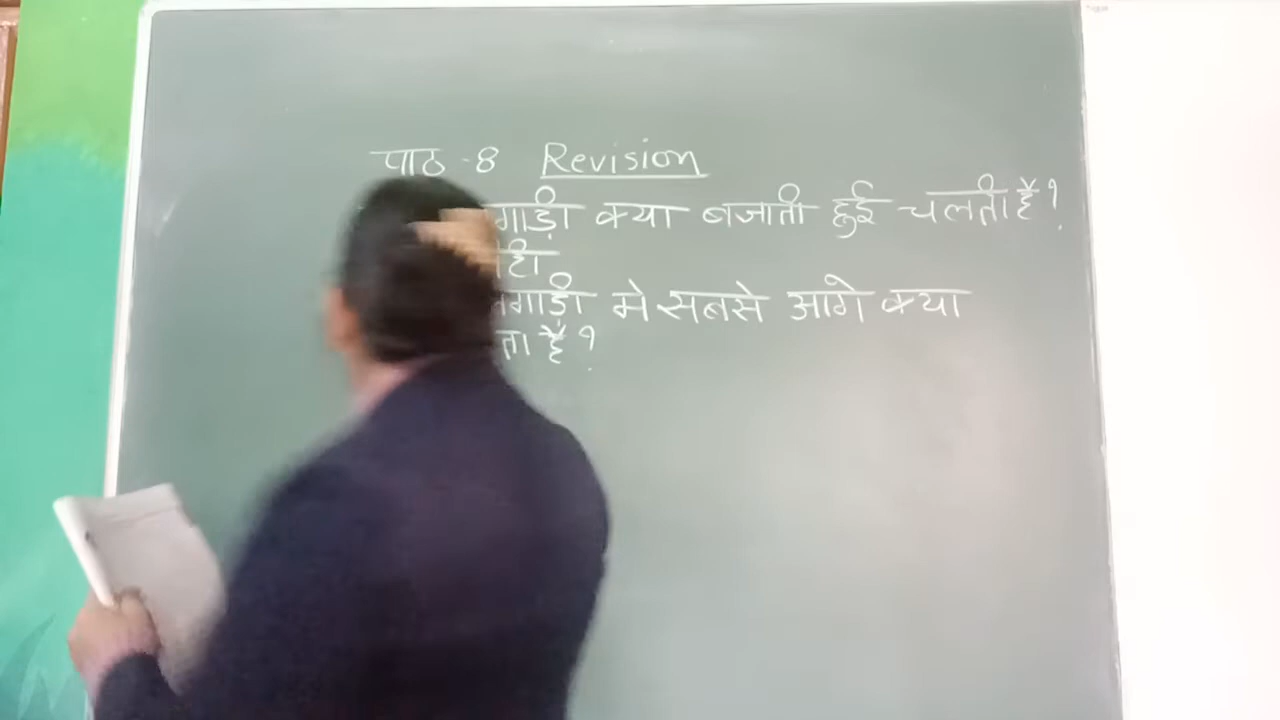 पाठ -8 Revision
गाड़ी क्या बजाती हुई चलती है?
गाड़ी मे सबसे आगे क्या
है?